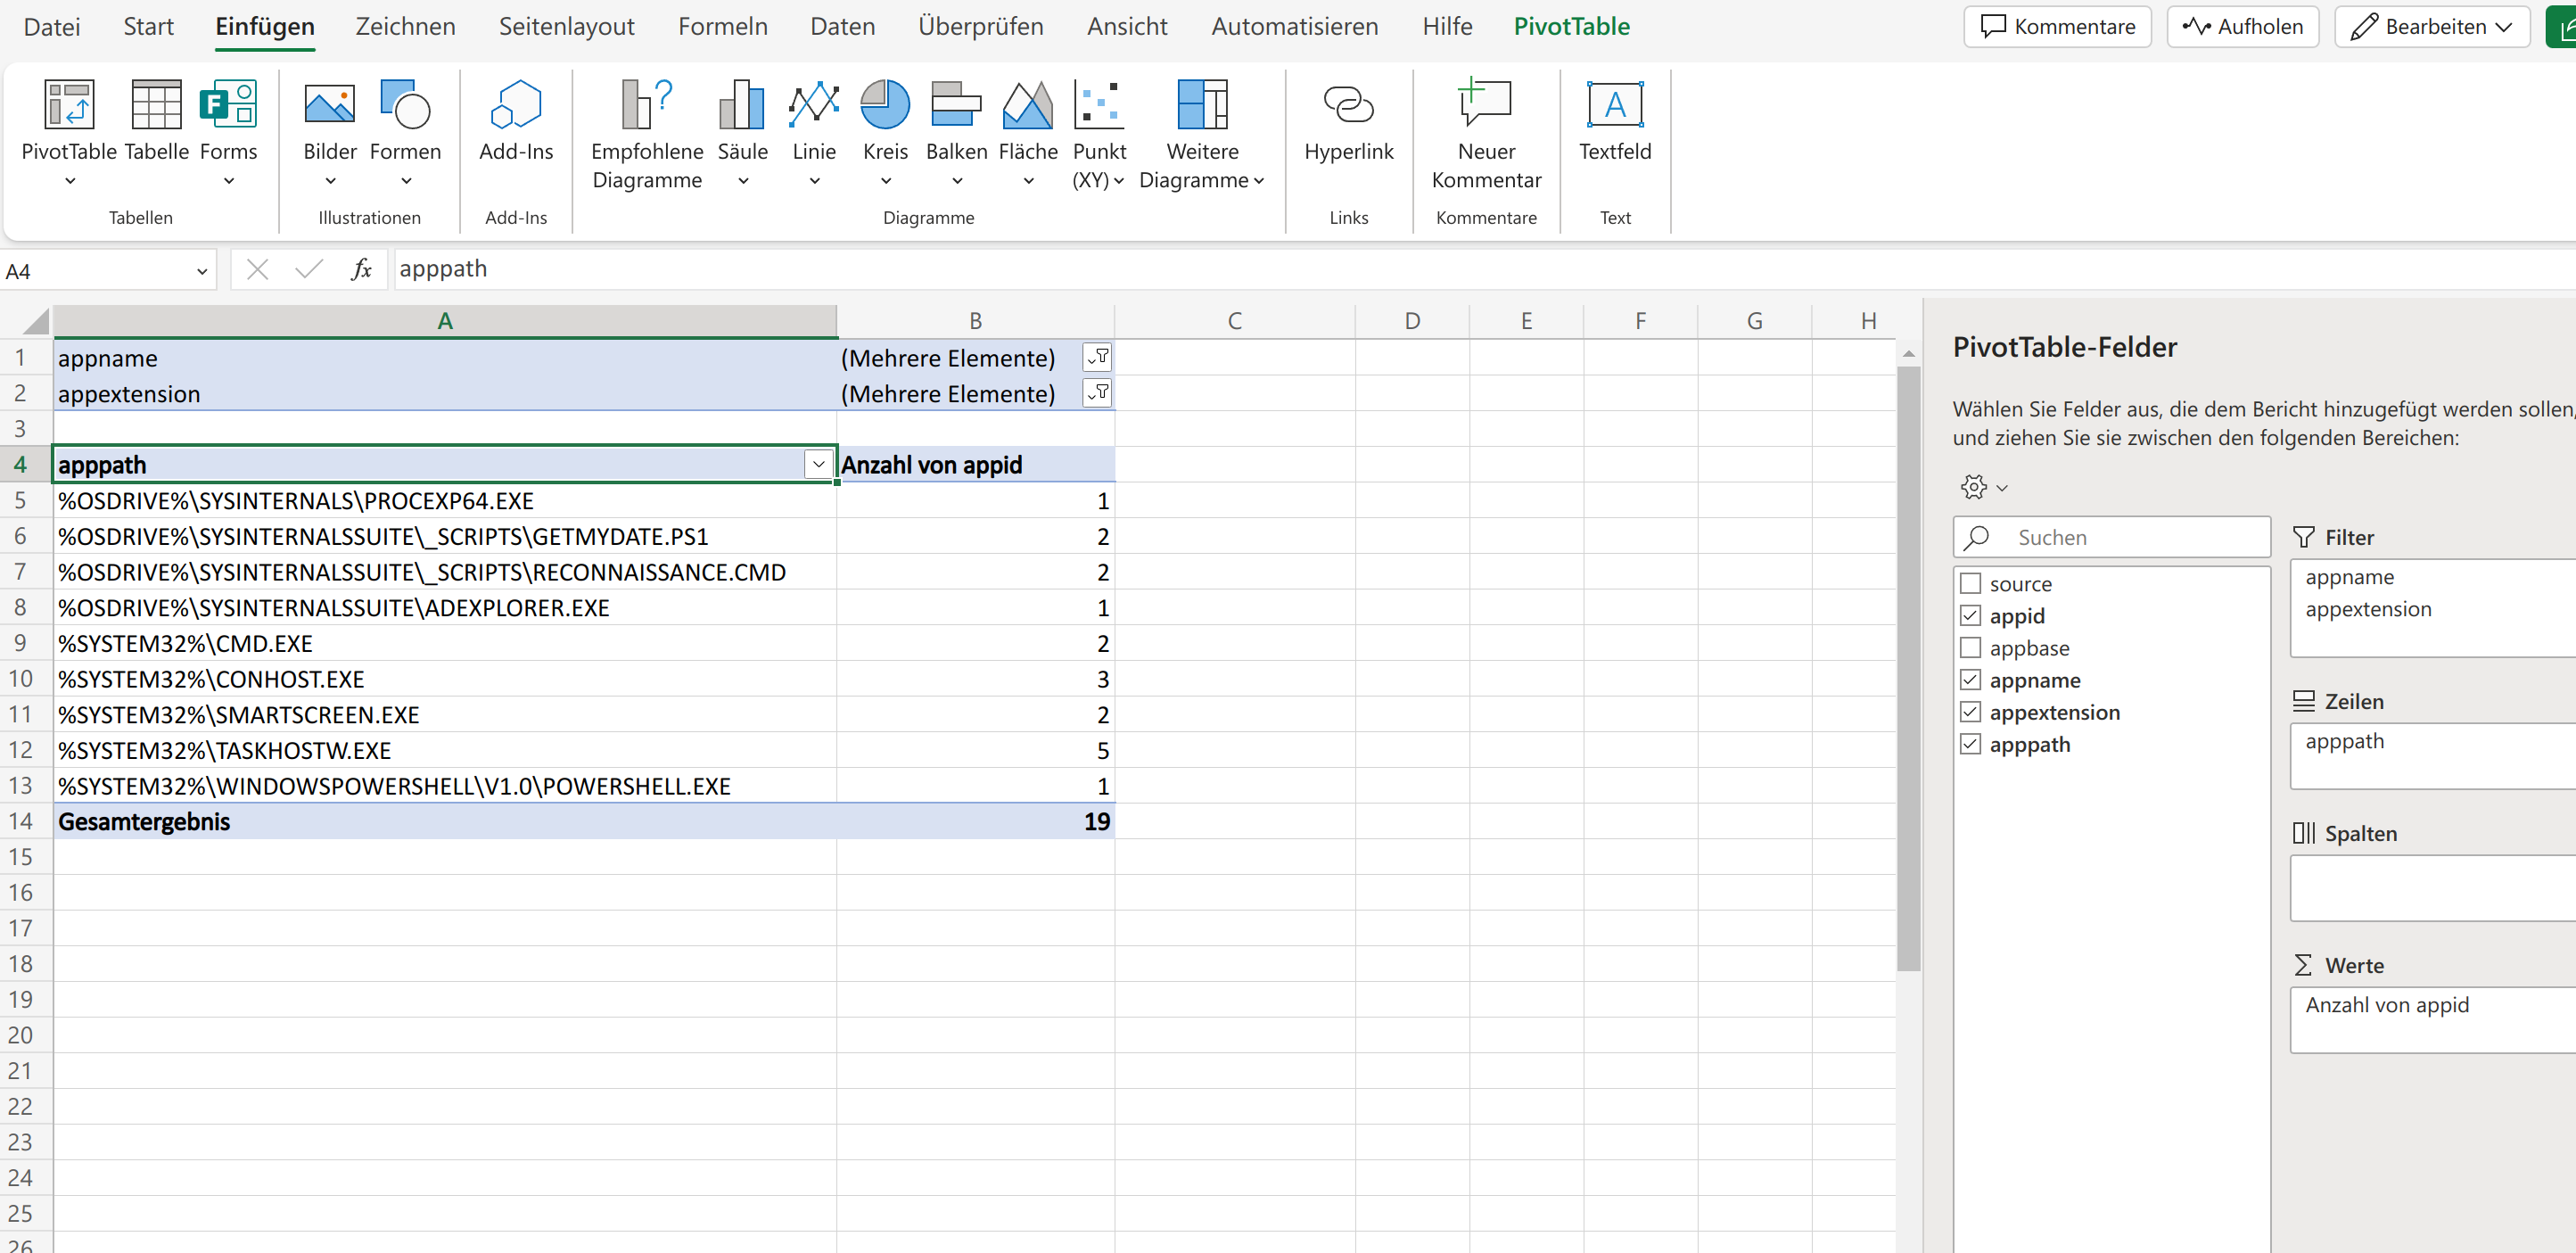 Datei Start Einfügen Zeichnen Seitenlayout Formeln Daten Überprüfen Ansicht Automatisieren Hilfe PivotTable Kommentare Aufholen Bearbeiten
PivotTable Tabelle Forms Bilder Formen Add-Ins Empfohlene Diagramme Säule Linie Kreis Balken Fläche Punkt (XY) Weitere Diagramme Hyperlink Neuer Kommentar Textfeld
Tabellen Illustrationen Add-Ins Diagramme Links Kommentare Text
A4 fx apppath
A B C D E F G H
1 appname (Mehrere Elemente)
2 appextension (Mehrere Elemente)
3
4 apppath Anzahl von appid
5 %OSDRIVE%\SYSINTERNALS\PROCEXP64.EXE 1
6 %OSDRIVE%\SYSINTERNALSSUITE\_SCRIPTS\GETMYDATE.PS1 2
7 %OSDRIVE%\SYSINTERNALSSUITE\_SCRIPTS\RECONNAISSANCE.CMD 2
8 %OSDRIVE%\SYSINTERNALSSUITE\ADEXPLORER.EXE 1
9 %SYSTEM32%\CMD.EXE 2
10 %SYSTEM32%\CONHOST.EXE 3
11 %SYSTEM32%\SMARTSCREEN.EXE 2
12 %SYSTEM32%\TASKHOSTW.EXE 5
13 %SYSTEM32%\WINDOWSPOWERSHELL\V1.0\POWERSHELL.EXE 1
14 Gesamtergebnis 19
15
16
17
18
19
20
21
22
23
24
25
26
PivotTable-Felder
Wählen Sie Felder aus, die dem Bericht hinzugefügt werden sollen,
und ziehen Sie sie zwischen den folgenden Bereichen:
Suchen
source
appid
appbase
appname
appextension
apppath
Filter
appname
appextension
Zeilen
apppath
Spalten
Werte
Anzahl von appid